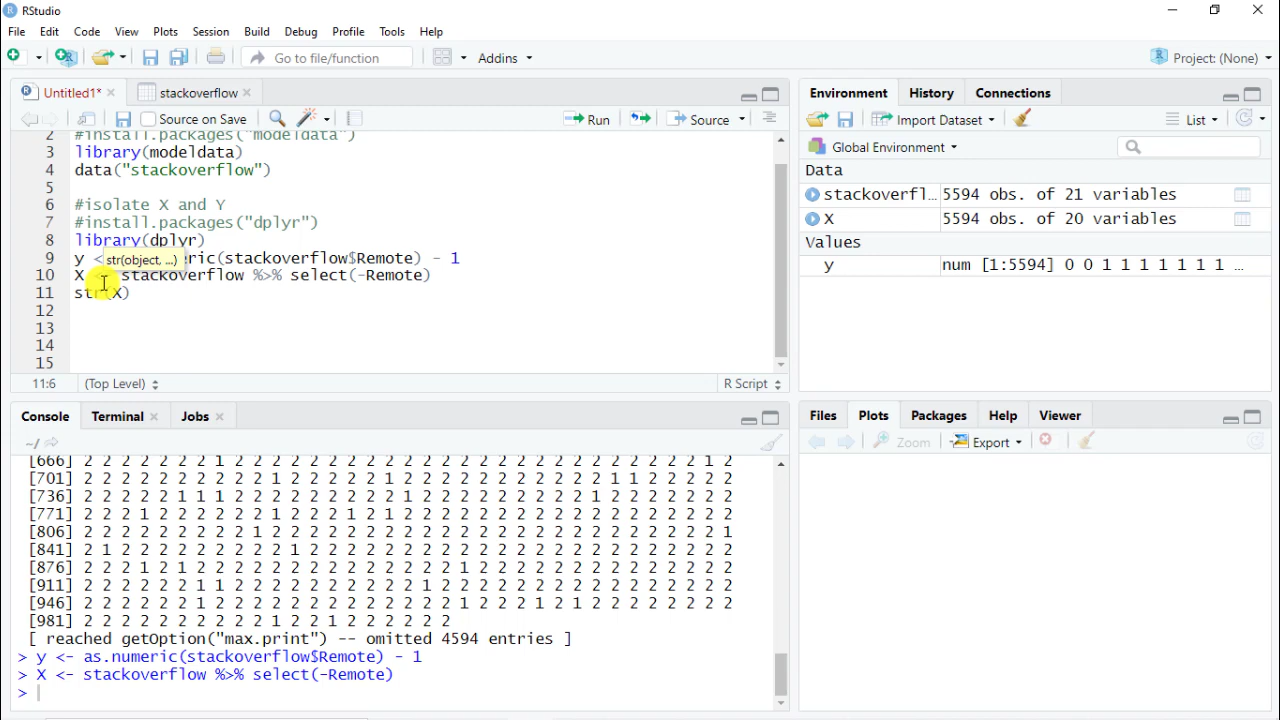 RStudio
File Edit Code View Plots Session Build Debug Profile Tools Help
Go to file/function Addins Project: (None)
Untitled1* stackoverflow
Source on Save Run Source
2 #install.packages("modeldata")
3 library(modeldata)
4 data("stackoverflow")
5
6 #isolate X and Y
7 #install.packages("dplyr")
8 library(dplyr)
str(object, ...)
9 y < eric(stackoverflow$Remote) - 1
10 X stackoverflow %>% select(-Remote)
11 str(X)
12
13
14
15
11:6 (Top Level) R Script
Console Terminal Jobs
~/
[666] 2 2 2 2 2 2 2 1 2 2 2 2 2 2 2 2 2 2 2 2 2 2 2 2 2 2 2 2 2 2 2 2 2 1 2
[701] 2 2 2 2 2 2 2 2 2 2 1 2 2 2 2 2 1 2 2 2 2 2 2 2 2 2 2 2 1 1 2 2 2 2 2
[736] 2 2 2 2 2 1 1 1 2 2 2 2 2 2 2 2 2 1 2 2 2 2 2 2 2 2 2 1 2 2 2 2 2 2 2
[771] 2 2 2 1 2 2 2 2 2 2 1 2 2 2 1 2 1 2 2 2 2 2 2 2 2 2 2 2 2 2 2 2 2 2 2
[806] 2 2 2 2 2 2 2 2 2 1 2 2 2 2 2 2 2 2 2 2 2 2 2 2 2 2 2 2 2 2 2 2 2 2 1
[841] 2 1 2 2 2 2 2 2 2 2 2 1 2 2 2 2 2 2 2 2 2 2 2 2 2 2 2 2 2 2 2 2 2 2 2
[876] 2 2 2 1 2 1 2 2 2 2 2 2 2 2 2 2 2 2 2 2 1 2 2 2 2 2 2 2 2 2 2 2 2 2 2
[911] 2 2 2 2 2 2 1 1 2 2 2 2 2 2 2 2 2 2 1 2 2 2 2 2 2 2 2 2 2 2 2 2 2 2 2
[946] 2 2 2 2 2 2 1 2 2 2 2 2 2 2 2 2 2 2 2 2 1 2 2 2 1 2 1 2 2 2 2 2 2 2 2
[981] 2 2 2 2 2 2 2 2 2 2 1 2 2 1 2 2 2 2 2 2
[ reached getOption("max.print") -- omitted 4594 entries ]
> y <- as.numeric(stackoverflow$Remote) - 1
> X <- stackoverflow %>% select(-Remote)
>
Environment History Connections
Import Dataset List
Global Environment
Data
stackoverfl... 5594 obs. of 21 variables
X 5594 obs. of 20 variables
Values
y num [1:5594] 0 0 1 1 1 1 1 1 1 ...
Files Plots Packages Help Viewer
Zoom Export